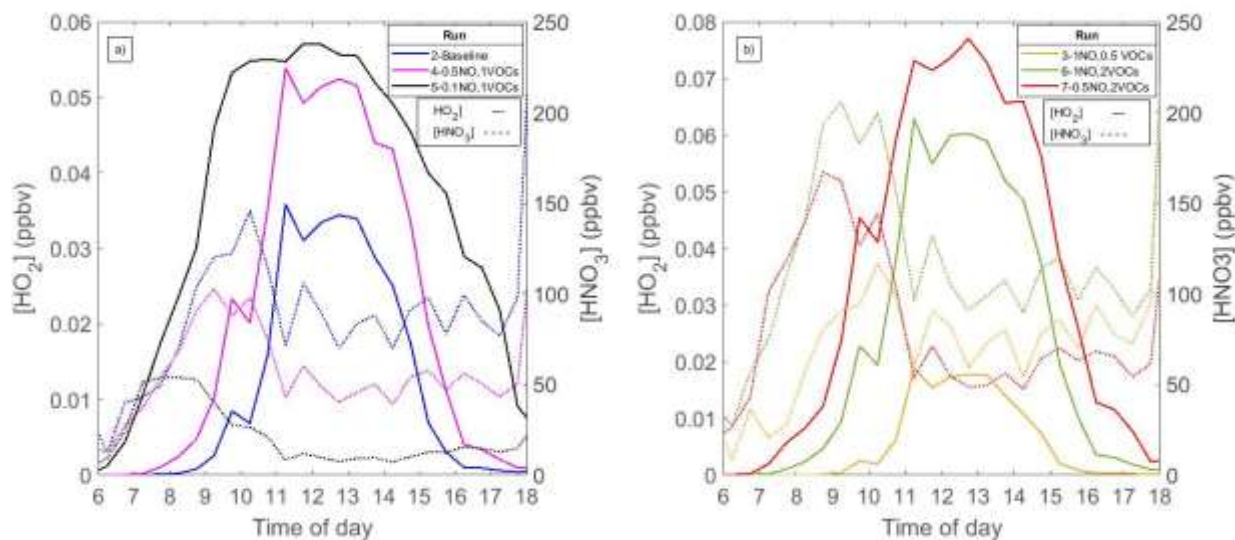 a)
Run
2-Baseline
4-0.5NO,1VOCs
5-0.1NO,1VOCs
HO2]
[HNO3]
[HO2] (ppbv)
0.06
0.05
0.04
0.03
0.02
0.01
0
250
200
150
100
50
0
[HNO3] (ppbv)
6 7 8 9 10 11 12 13 14 15 16 17 18
Time of day
b)
Run
3-1NO,0.5 VOCs
6-1NO,2VOCs
7-0.5NO,2VOCs
[HO2]
[HNO3]
[HO2] (ppbv)
0.08
0.07
0.06
0.05
0.04
0.03
0.02
0.01
0
250
200
150
100
50
0
[HNO3] (ppbv)
6 7 8 9 10 11 12 13 14 15 16 17 18
Time of day